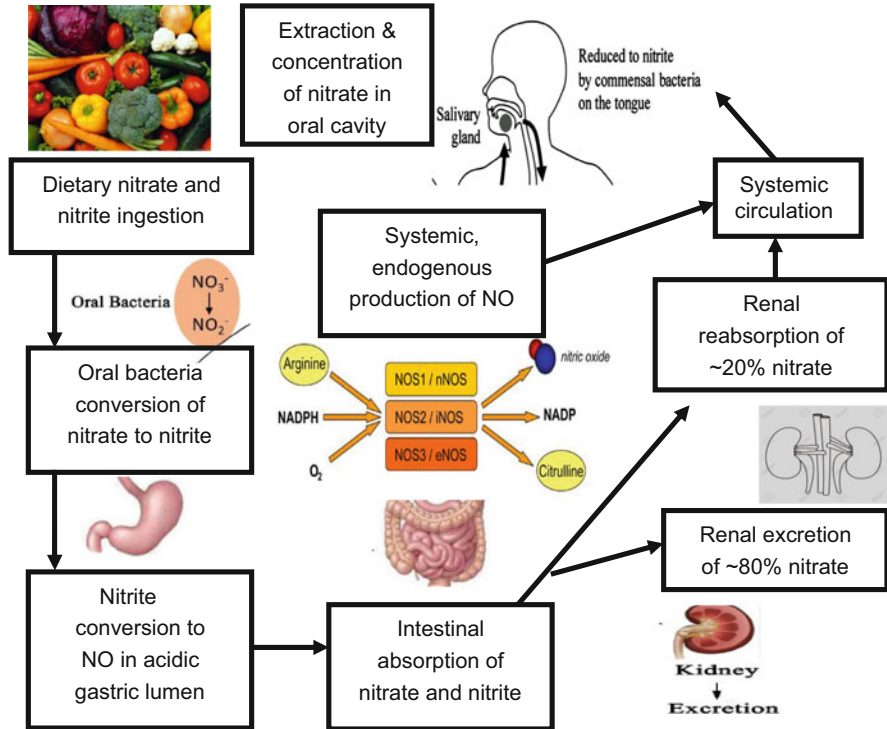 Extraction &
concentration
of nitrate in
oral cavity
Reduced to nitrite
by commensal bacteria
on the tongue
Salivary
gland
Dietary nitrate and
nitrite ingestion
Systemic
circulation
Systemic,
endogenous
production of NO
Oral Bacteria
NO₃⁻
NO₂⁻
Renal
reabsorption of
~20% nitrate
Oral bacteria
conversion of
nitrate to nitrite
Arginine
NADPH
O₂
NOS1 / nNOS
NOS2 / iNOS
NOS3 / eNOS
nitric oxide
NADP
Citrulline
Renal excretion
of ~80% nitrate
Nitrite
conversion to
NO in acidic
gastric lumen
Intestinal
absorption of
nitrate and nitrite
Kidney
Excretion